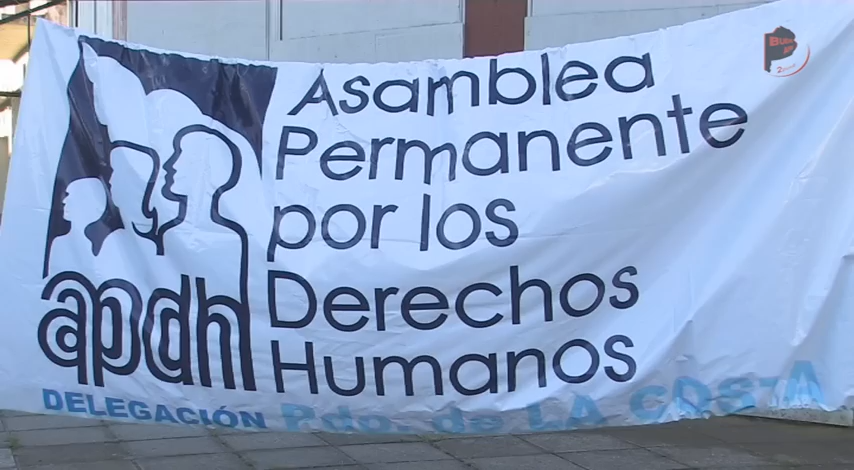 Asamblea
Permanente
por los
Derechos
Humanos
apdh
DELEGACIÓN Pdo. de LA COSTA